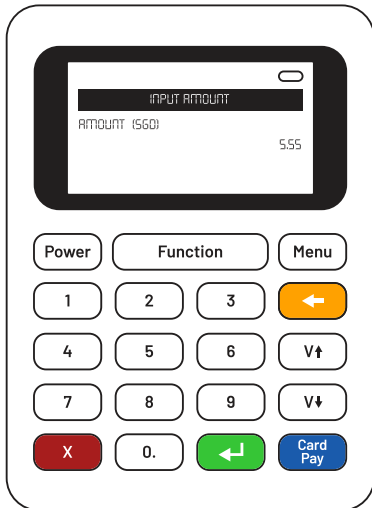 INPUT AMOUNT
AMOUNT (SGD)
5.55
Power Function Menu
1 2 3
4 5 6 V
7 8 9 V
X 0. Card Pay